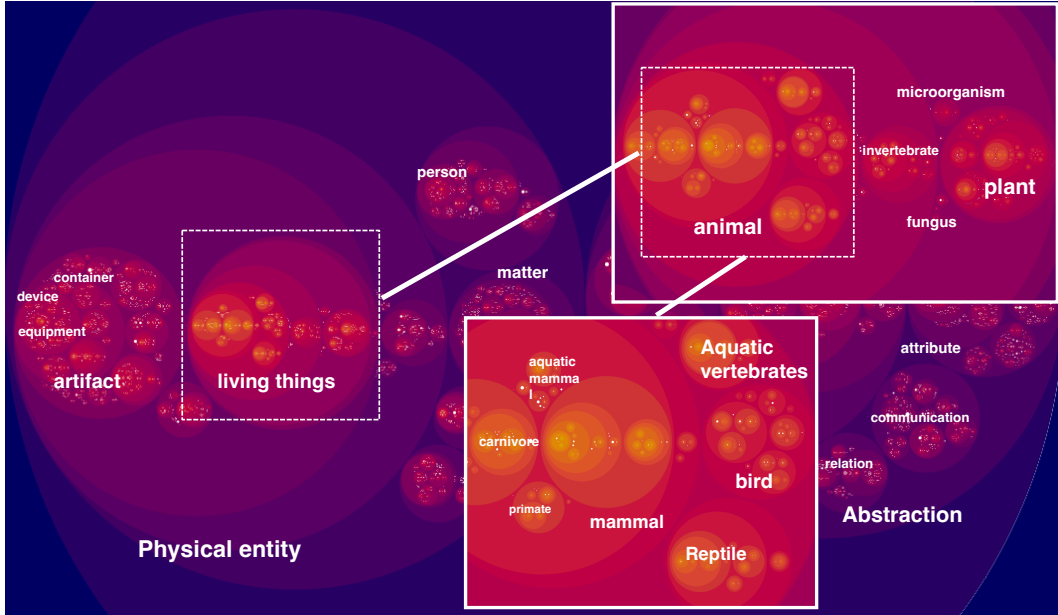 microorganism
invertebrate
plant
fungus
animal
person
matter
container
device
equipment
artifact
living things
Physical entity
aquatic
mamma
l
carnivore
primate
mammal
Aquatic
vertebrates
bird
Reptile
attribute
communication
relation
Abstraction